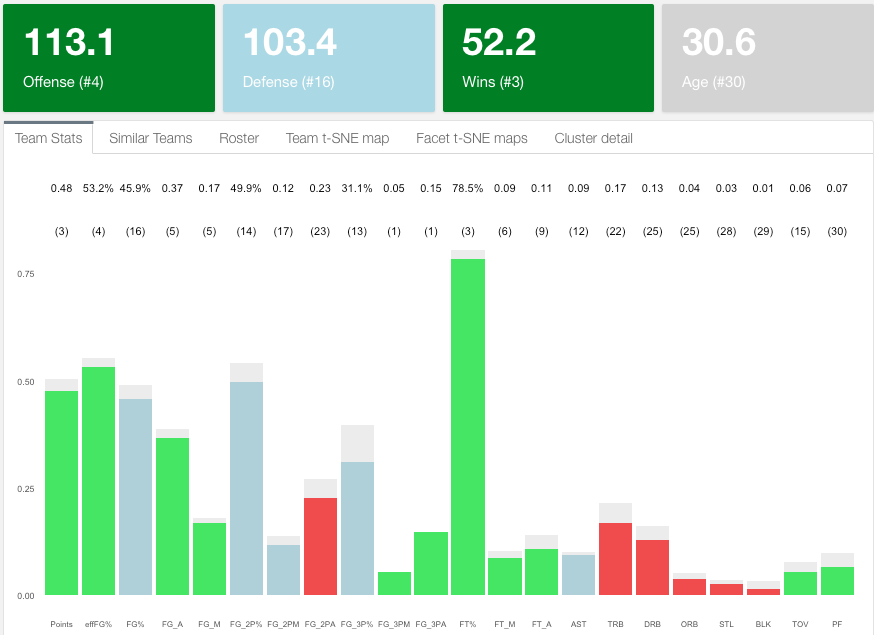 113.1 103.4 52.2 30.6
Offense (#4) Defense (#16) Wins (#3) Age (#30)
Team Stats Similar Teams Roster Team t-SNE map Facet t-SNE maps Cluster detail
0.48 53.2% 45.9% 0.37 0.17 49.9% 0.12 0.23 31.1% 0.05 0.15 78.5% 0.09 0.11 0.09 0.17 0.13 0.04 0.03 0.01 0.06 0.07
(3) (4) (16) (5) (5) (14) (17) (23) (13) (1) (1) (3) (6) (9) (12) (22) (25) (25) (28) (29) (15) (30)
0.75
0.50
0.25
0.00
Points effFG% FG% FG_A FG_M FG_2P% FG_2PM FG_2PA FG_3P% FG_3PM FG_3PA FT% FT_M FT_A AST TRB DRB ORB STL BLK TOV PF